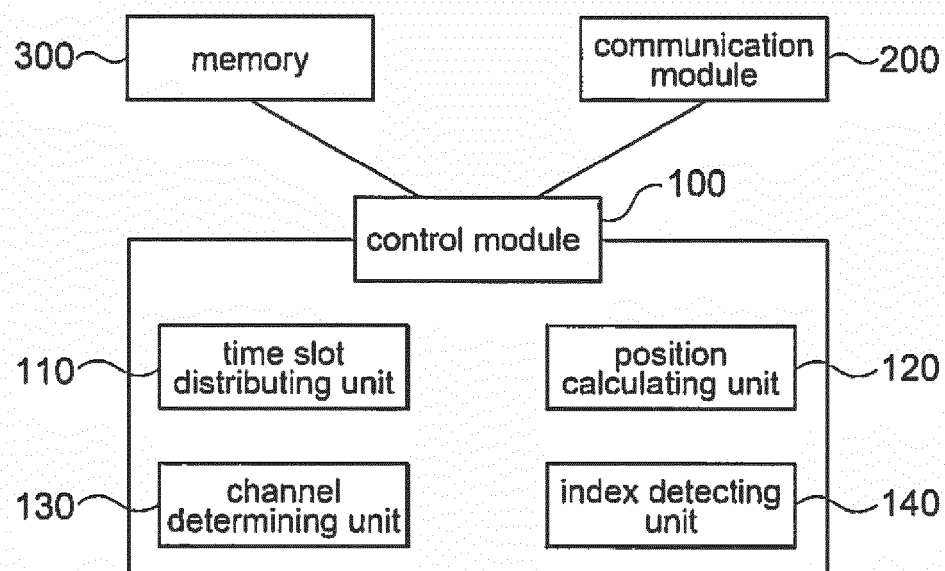 300
memory
communication
module
200
100
control module
110
time slot
distributing unit
position
calculating unit
120
130
channel
determining unit
index detecting
unit
140